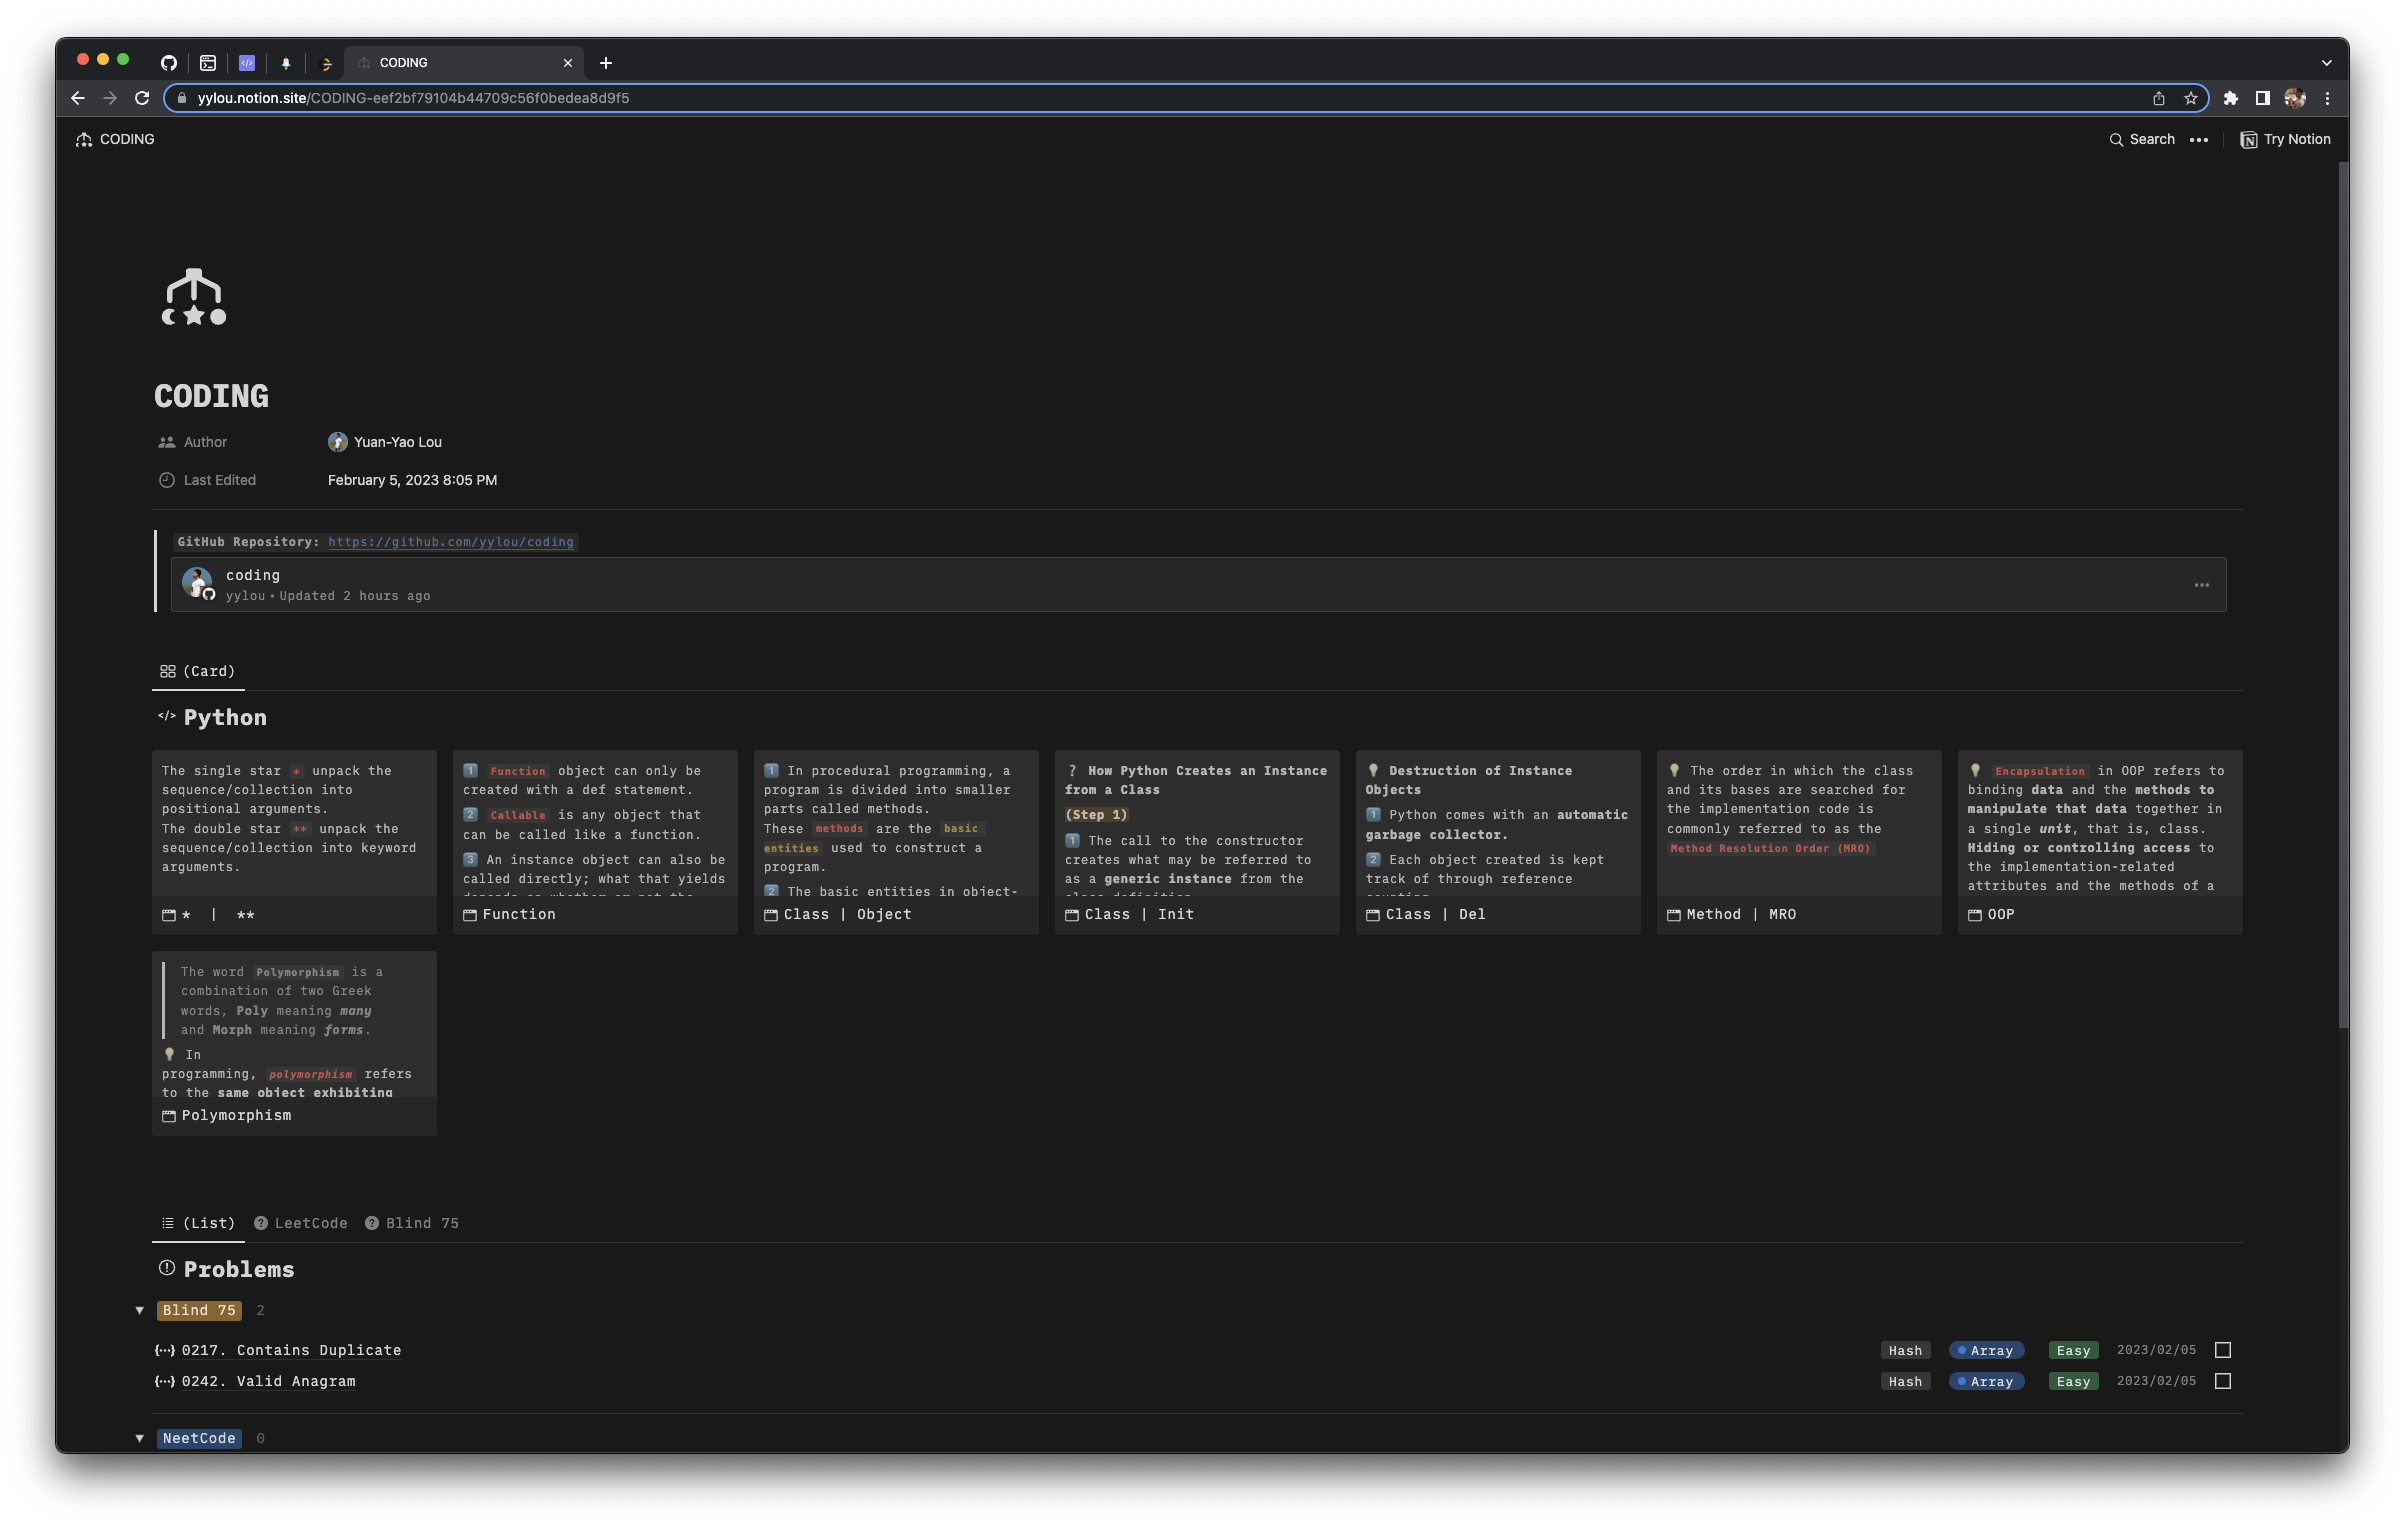 CODING
yylou.notion.site/CODING-eef2bf79104b44709c56f0bedea8d9f5
CODING
Search
Try Notion
CODING
Author
Yuan-Yao Lou
Last Edited
February 5, 2023 8:05 PM
GitHub Repository: https://github.com/yylou/coding
coding
yylou • Updated 2 hours ago
(Card)
</> Python
The single star * unpack the
sequence/collection into
positional arguments.
The double star ** unpack the
sequence/collection into keyword
arguments.
* | **
1 Function object can only be
created with a def statement.
2 Callable is any object that
can be called like a function.
3 An instance object can also be
called directly; what that yields
Function
1 In procedural programming, a
program is divided into smaller
parts called methods.
These methods are the basic
entities used to construct a
program.
2 The basic entities in object-
Class | Object
? How Python Creates an Instance
from a Class
(Step 1)
1 The call to the constructor
creates what may be referred to
as a generic instance from the
Class | Init
Destruction of Instance
Objects
1 Python comes with an automatic
garbage collector.
2 Each object created is kept
track of through reference
Class | Del
The order in which the class
and its bases are searched for
the implementation code is
commonly referred to as the
Method Resolution Order (MRO)
Method | MRO
Encapsulation in OOP refers to
binding data and the methods to
manipulate that data together in
a single unit, that is, class.
Hiding or controlling access to
the implementation-related
attributes and the methods of a
OOP
The word Polymorphism is a
combination of two Greek
words, Poly meaning many
and Morph meaning forms.
In
programming, polymorphism refers
to the same object exhibiting
Polymorphism
(List)
LeetCode
Blind 75
Problems
Blind 75 2
{···} 0217. Contains Duplicate Hash Array Easy 2023/02/05
{···} 0242. Valid Anagram Hash Array Easy 2023/02/05
NeetCode 0